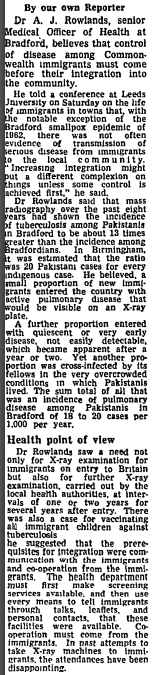 By our own Reporter
Dr A. J. Rowlands, senior
Medical Officer of Health at
Bradford, believes that control
of disease among Common-
wealth immigrants must come
before their integration into
the community.
He told a conference at Leeds
University on Saturday on the life
of immigrants in towns that, with
the notable exception of the
Bradford smallpox epidemic of
1962, there was not often
evidence of transmission of
serious disease from immigrants
to the local community.
"Increasing integration might
put a different complexion on
things unless some control is
achieved first," he said.
Dr Rowlands said that mass
radiography over the past eight
years had shown the incidence
of tuberculosis among Pakistanis
in Bradford to be about 13 times
greater than the incidence among
Bradfordians. In Birmingham,
it was estimated that the ratio
was 20 Pakistani cases for every
indigenous case. He believed, a
small proportion of new immi-
grants entered the country with
active pulmonary disease that
would be visible on an X-ray
plate.
A further proportion entered
with quiescent or very early
disease, not easily detectable,
which became apparent after a
year or two. Yet another pro-
portion was cross-infected by its
fellows in the very overcrowded
conditions in which Pakistanis
lived. The sum total of all that
was an incidence of pulmonary
disease among Pakistanis in
Bradford of 18 to 20 cases per
1,000 per year.
Health point of view
Dr Rowlands saw a need not
only for X-ray examination for
immigrants on entry to Britain
but also for further X-ray
examination, carried out by the
local health authorities, at inter-
vals of one or two years for
several years after entry. There
was also a case for vaccinating
all immigrant children against
tuberculosis
he suggested that the prere-
quisites for integration were com-
munication with the immigrants
and co-operation from the immi-
grants. The health department
must first make screening
services available, and then use
every means to tell immigrants
through talks, leaflets, and
personal contacts, that these
facilities were available. Co-
operation must come from the
immigrants. In past attempts to
take X-ray machines to immi-
grants, the attendances have been
disappointing.